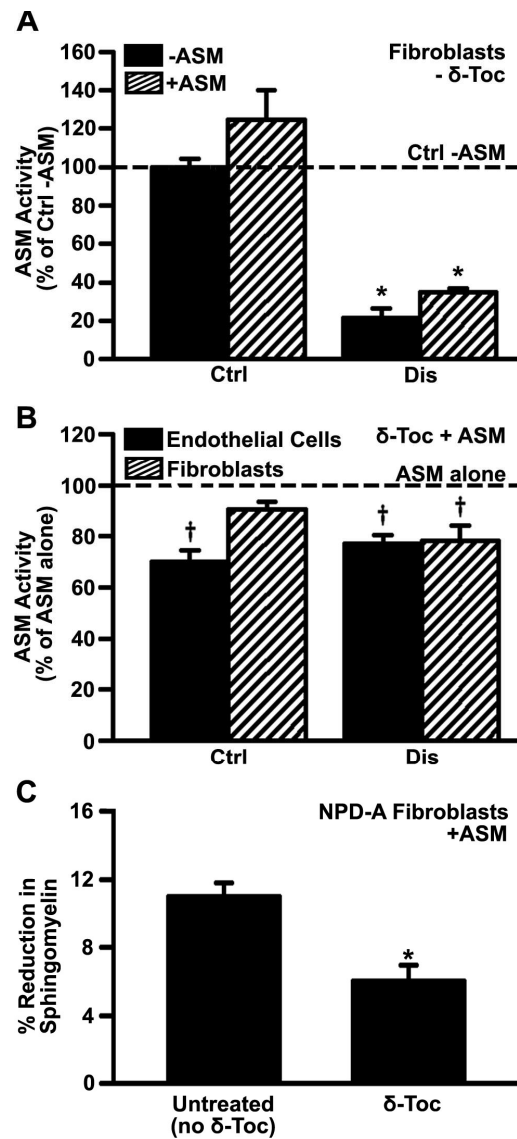 A
-ASM
+ASM
Fibroblasts
- δ-Toc
Ctrl -ASM
ASM Activity
(% of Ctrl -ASM)
160
140
120
100
80
60
40
20
0
*
*
Ctrl
Dis
B
Endothelial Cells
Fibroblasts
δ-Toc + ASM
ASM alone
ASM Activity
(% of ASM alone)
120
100
80
60
40
20
0
†
†
†
Ctrl
Dis
C
NPD-A Fibroblasts
+ASM
% Reduction in
Sphingomyelin
16
12
8
4
0
*
Untreated
(no δ-Toc)
δ-Toc